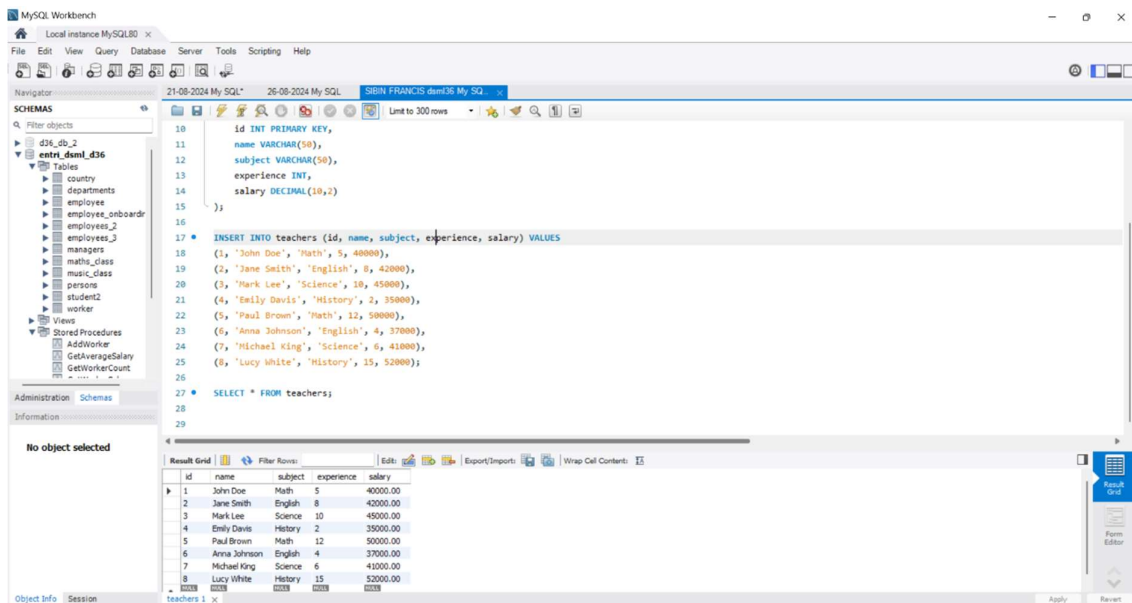 MySQL Workbench
Local instance MySQL80
File Edit View Query Database Server Tools Scripting Help
Navigator
21-08-2024 My SQL* 26-08-2024 My SQL SIBIN FRANCIS dsml36 My SQ...
SCHEMAS
Limit to 300 rows
Filter objects
d36_db_2
entri_dsml_d36
Tables
country
departments
employee
employee_onboardir
employees_2
employees_3
managers
maths_class
music_class
persons
student2
worker
Views
Stored Procedures
AddWorker
GetAverageSalary
GetWorkerCount
Administration Schemas
Information
No object selected
10 id INT PRIMARY KEY,
11 name VARCHAR(50),
12 subject VARCHAR(50),
13 experience INT,
14 salary DECIMAL(10,2)
15 );
16
17 INSERT INTO teachers (id, name, subject, experience, salary) VALUES
18 (1, 'John Doe', 'Math', 5, 40000),
19 (2, 'Jane Smith', 'English', 8, 42000),
20 (3, 'Mark Lee', 'Science', 10, 45000),
21 (4, 'Emily Davis', 'History', 2, 35000),
22 (5, 'Paul Brown', 'Math', 12, 50000),
23 (6, 'Anna Johnson', 'English', 4, 37000),
24 (7, 'Michael King', 'Science', 6, 41000),
25 (8, 'Lucy White', 'History', 15, 52000);
26
27 SELECT * FROM teachers;
28
29
Result Grid Filter Rows: Edit: Export/Import: Wrap Cell Content:
id name subject experience salary
1 John Doe Math 5 40000.00
2 Jane Smith English 8 42000.00
3 Mark Lee Science 10 45000.00
4 Emily Davis History 2 35000.00
5 Paul Brown Math 12 50000.00
6 Anna Johnson English 4 37000.00
7 Michael King Science 6 41000.00
8 Lucy White History 15 52000.00
NULL NULL NULL NULL NULL
Result Grid
Form Editor
Object Info Session
teachers 1
Apply Revert